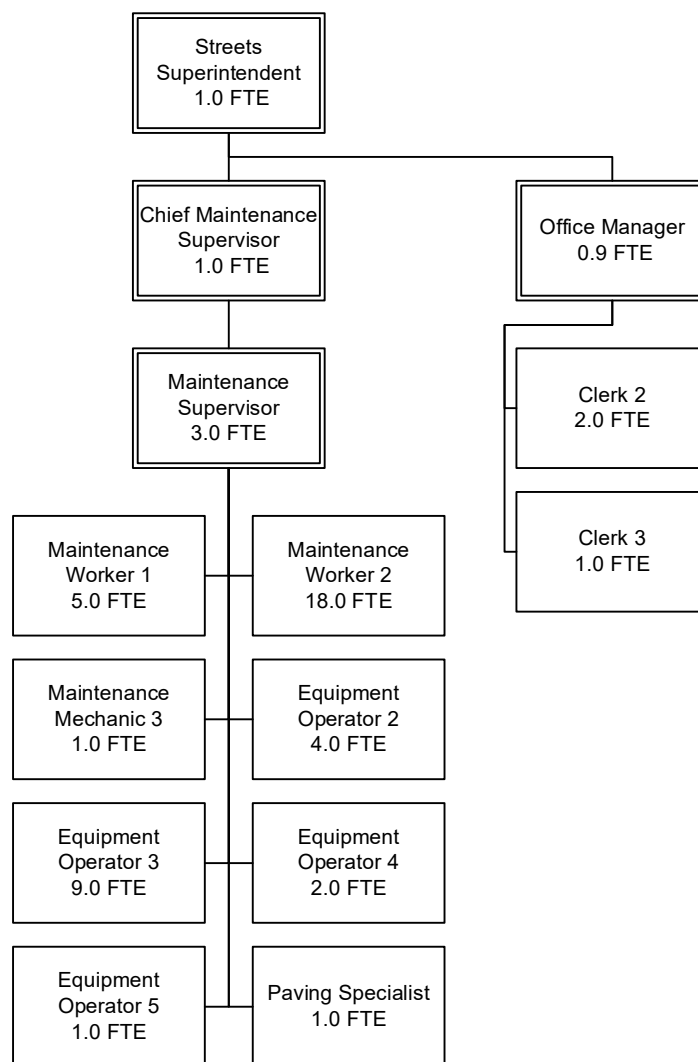 Streets
Superintendent
1.0 FTE
Chief Maintenance
Supervisor
1.0 FTE
Office Manager
0.9 FTE
Maintenance
Supervisor
3.0 FTE
Clerk 2
2.0 FTE
Clerk 3
1.0 FTE
Maintenance
Worker 1
5.0 FTE
Maintenance
Worker 2
18.0 FTE
Maintenance
Mechanic 3
1.0 FTE
Equipment
Operator 2
4.0 FTE
Equipment
Operator 3
9.0 FTE
Equipment
Operator 4
2.0 FTE
Equipment
Operator 5
1.0 FTE
Paving Specialist
1.0 FTE